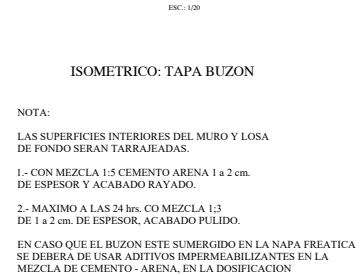 ESC.: 1/20
ISOMETRICO: TAPA BUZON
NOTA:
LAS SUPERFICIES INTERIORES DEL MURO Y LOSA
DE FONDO SERAN TARRAJEADAS.
1.- CON MEZCLA 1:5 CEMENTO ARENA 1 a 2 cm.
DE ESPESOR Y ACABADO RAYADO.
2.- MAXIMO A LAS 24 hrs. CO MEZCLA 1;3
DE 1 a 2 cm. DE ESPESOR, ACABADO PULIDO.
EN CASO QUE EL BUZON ESTE SUMERGIDO EN LA NAPA FREATICA
SE DEBERA DE USAR ADITIVOS IMPERMEABILIZANTES EN LA
MEZCLA DE CEMENTO - ARENA, EN LA DOSIFICACION